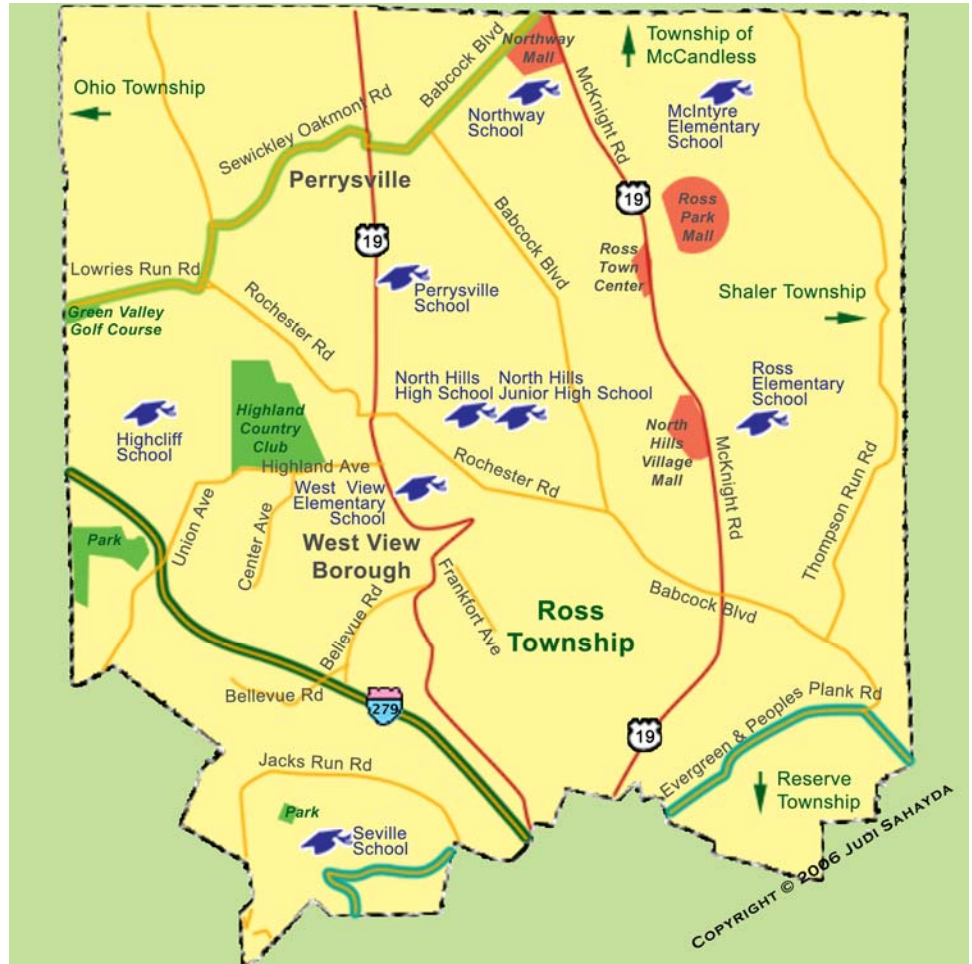 Northway
Mall
Township of
McCandless
Babcock Blvd
Ohio Township
Sewickley Oakmont Rd
Northway
School
McKnight Rd
McIntyre
Elementary
School
Perrysville
19
19
Ross
Park
Mall
Babcock Blvd
Ross
Town
Center
Lowries Run Rd
Perrysville
School
Shaler Township
Green Valley
Golf Course
Rochester Rd
North Hills
High School
North Hills
Junior High School
Ross
Elementary
School
Highland
Country
Club
Highcliff
School
North
Hills
Village
Mall
McKnight Rd
Rochester Rd
Highland Ave
West View
Elementary
School
Thompson Run Rd
Union Ave
Center Ave
Park
West View
Borough
Frankfort Ave
Bellevue Rd
Babcock Blvd
Ross
Township
Bellevue Rd
279
Evergreen & Peoples Plank Rd
19
Jacks Run Rd
Reserve
Township
Park
Seville
School
Copyright © 2006 Judi Sahayda